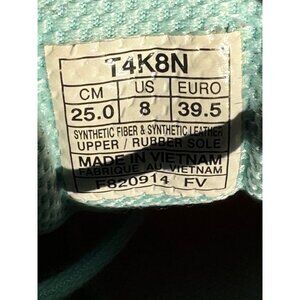 T4K8N
CM US EURO
25.0 8 39.5
SYNTHETIC FIBER & SYNTHETIC LEATHER
UPPER / RUBBER SOLE
MADE IN VIETNAM
FABRIQUE AU VIETNAM
F820914 FV